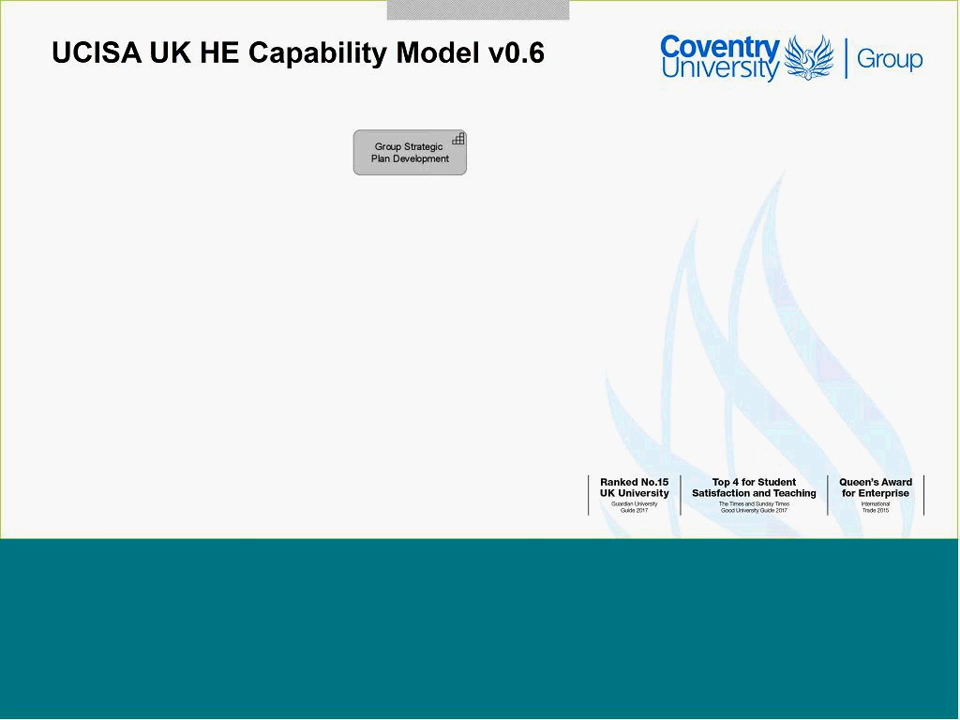 UCISA UK HE Capability Model v0.6
Coventry
University
Group
Group Strategic
Plan Development
Ranked No.15
UK University
Guardian University
Guide 2017
Top 4 for Student
Satisfaction and Teaching
The Times and Sunday Times
Good University Guide 2017
Queen's Award
for Enterprise
International
Trade 2015